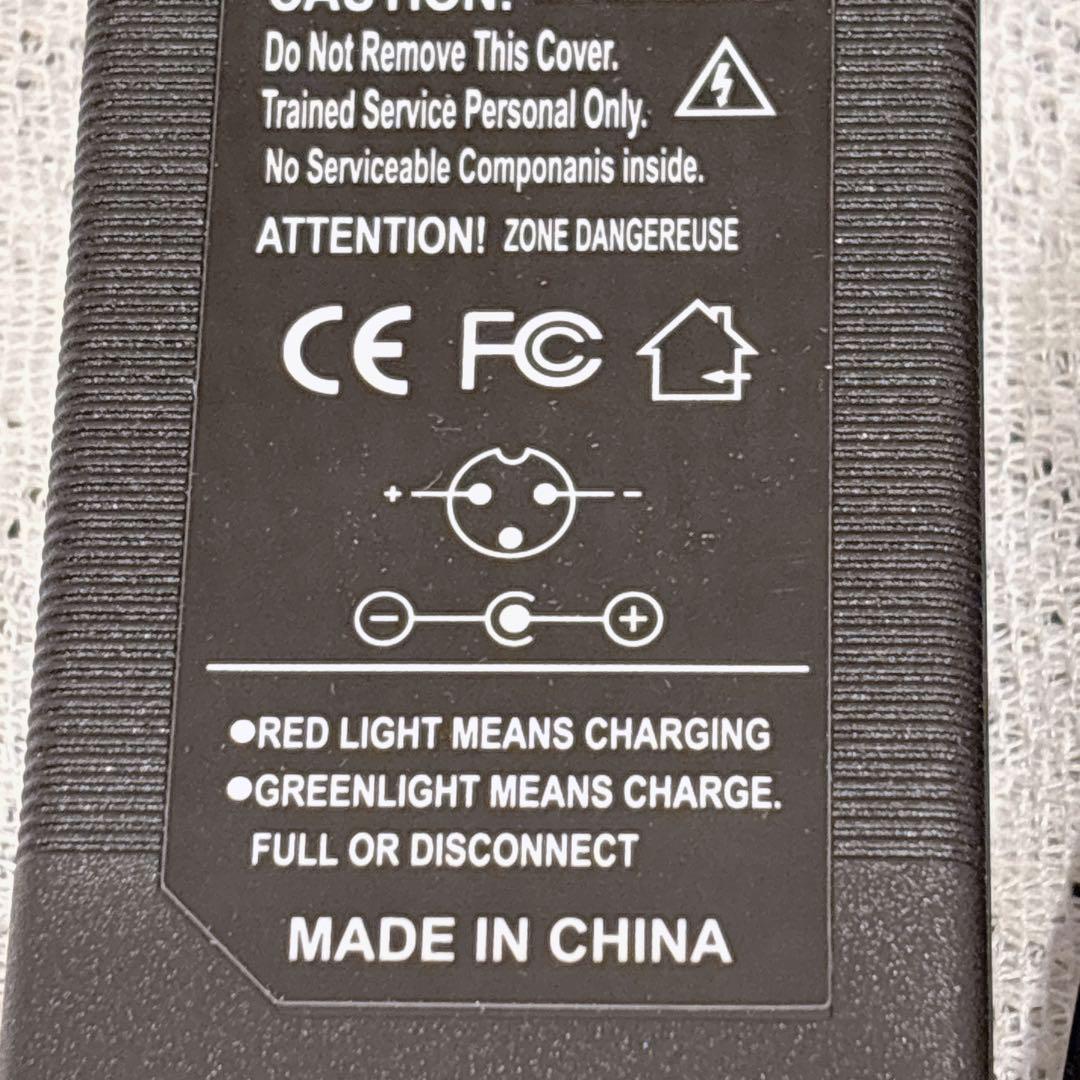 CAUTION:
Do Not Remove This Cover.
Trained Service Personal Only.
No Serviceable Componanis inside.
ATTENTION! ZONE DANGEREUSE
CE FC
+ -
- +
●RED LIGHT MEANS CHARGING
●GREENLIGHT MEANS CHARGE.
FULL OR DISCONNECT
MADE IN CHINA